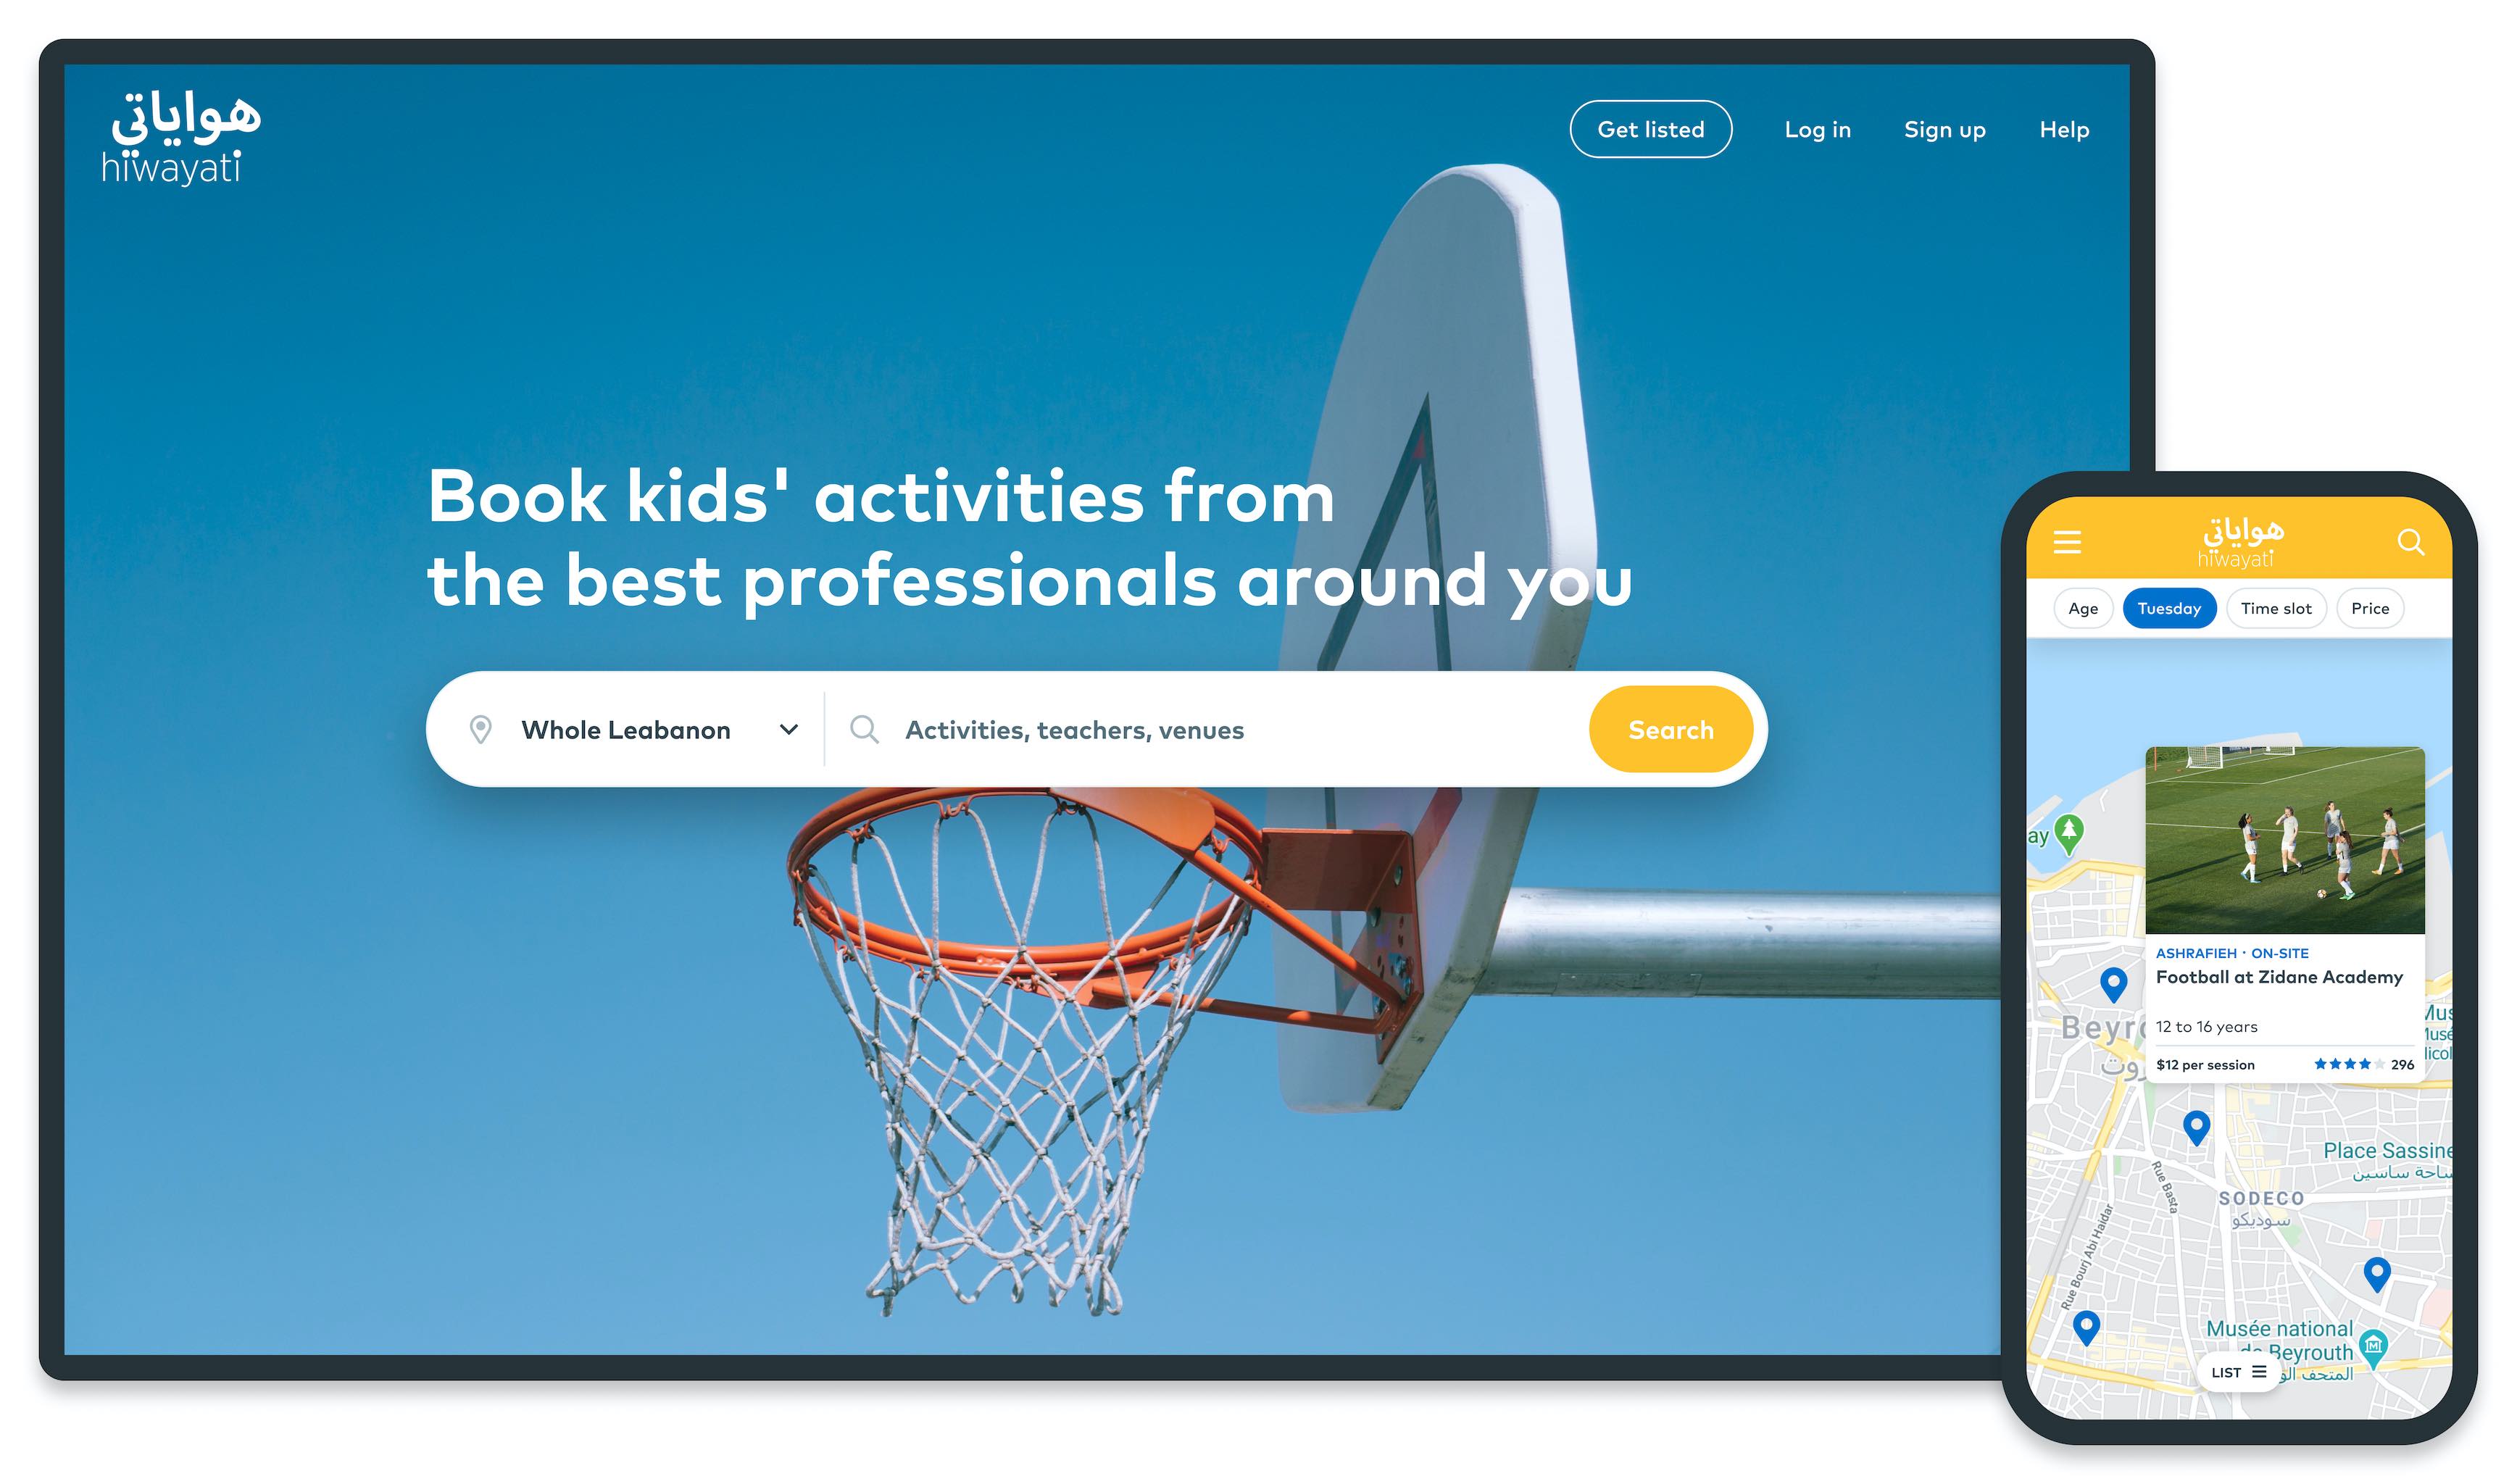 هواياتي
hiwayati
Get listed
Log in
Sign up
Help
Book kids' activities from
the best professionals around you
Whole Leabanon
Activities, teachers, venues
Search
هواياتي
hiwayati
Age
Tuesday
Time slot
Price
ay
ASHRAFIEH · ON-SITE
Football at Zidane Academy
12 to 16 years
$12 per session
296
Place Sassine
ساحة ساسين
Rue Basta
SODECO
سوديكو
Rue Bourj Abi Haidar
Musée national
Beyrouth
المتحف
LIST